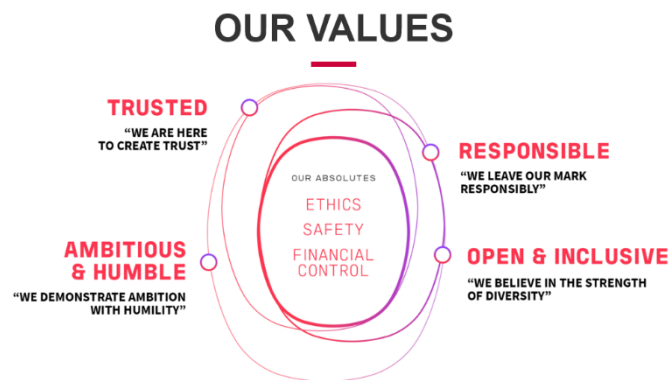 OUR VALUES
TRUSTED
“WE ARE HERE
TO CREATE TRUST”
RESPONSIBLE
“WE LEAVE OUR MARK
RESPONSIBLY”
OUR ABSOLUTES
ETHICS
SAFETY
FINANCIAL
CONTROL
AMBITIOUS
& HUMBLE
“WE DEMONSTRATE AMBITION
WITH HUMILITY”
OPEN & INCLUSIVE
“WE BELIEVE IN THE STRENGTH
OF DIVERSITY”